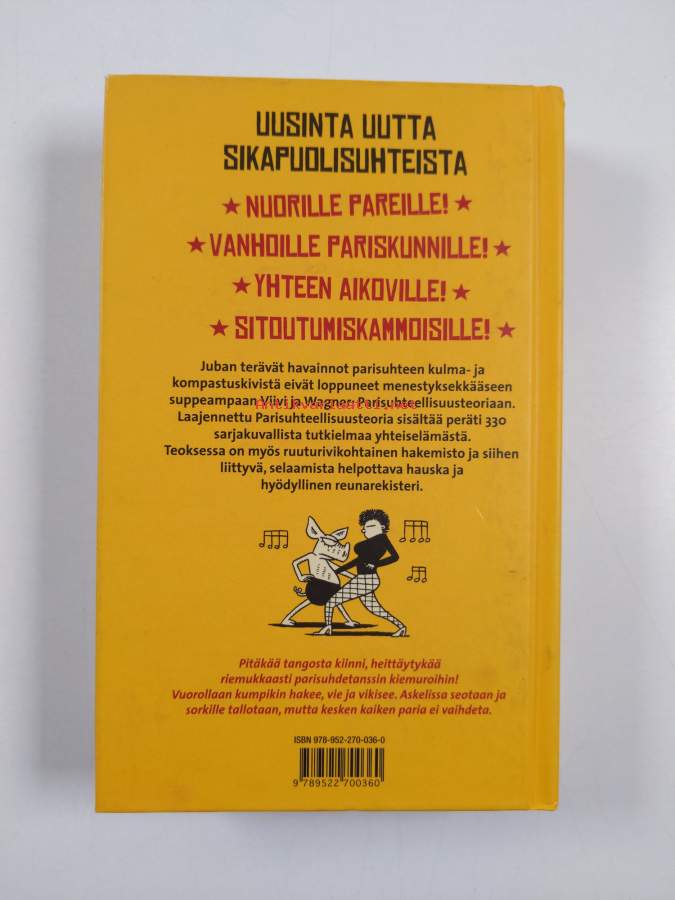 UUSINTA UUTTA
SIKAPUOLISUHTEISTA
★ NUORILLE PAREILLE! ★
★ VANHOILLE PARISKUNNILLE! ★
★ YHTEEN AIKOVILLE! ★
★ SITOUTUMISKAMMOISILLE! ★
Juban terävät havainnot parisuhteen kulma- ja
kompastuskivistä eivät loppuneet menestyksekkääseen
suppeampaan Viivi ja Wagner: Parisuhteellisuusteoriaan.
Antikvariaatti.net
Laajennettu Parisuhteellisuusteoria sisältää peräti 330
sarjakuvallista tutkielmaa yhteiselämästä.
Teoksessa on myös ruuturivikohtainen hakemisto ja siihen
liittyvä, selaamista helpottava hauska ja
hyödyllinen reunarekisteri.
Pitäkää tangosta kiinni, heittäytykää
riemukkaasti parisuhdetanssin kiemuroihin!
Vuorollaan kumpikin hakee, vie ja vikisee. Askelissa seotaan ja
sorkille tallotaan, mutta kesken kaiken paria ei vaihdeta.
ISBN 978-952-270-036-0
9 789522 700360